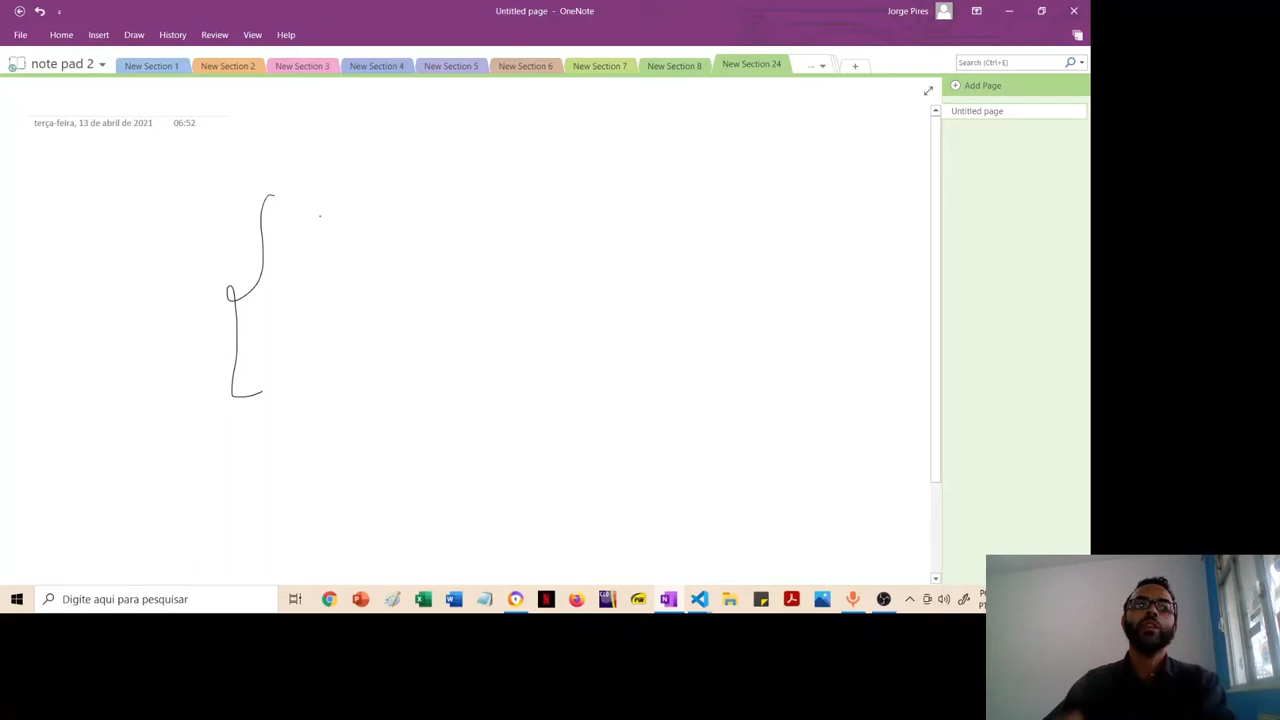 Untitled page - OneNote
Jorge Pires
File Home Insert Draw History Review View Help
note pad 2
New Section 1 New Section 2 New Section 3 New Section 4 New Section 5 New Section 6 New Section 7 New Section 8 New Section 24 ... +
Search (Ctrl+E)
Add Page
Untitled page
terça-feira, 13 de abril de 2021 06:52
{
Digite aqui para pesquisar